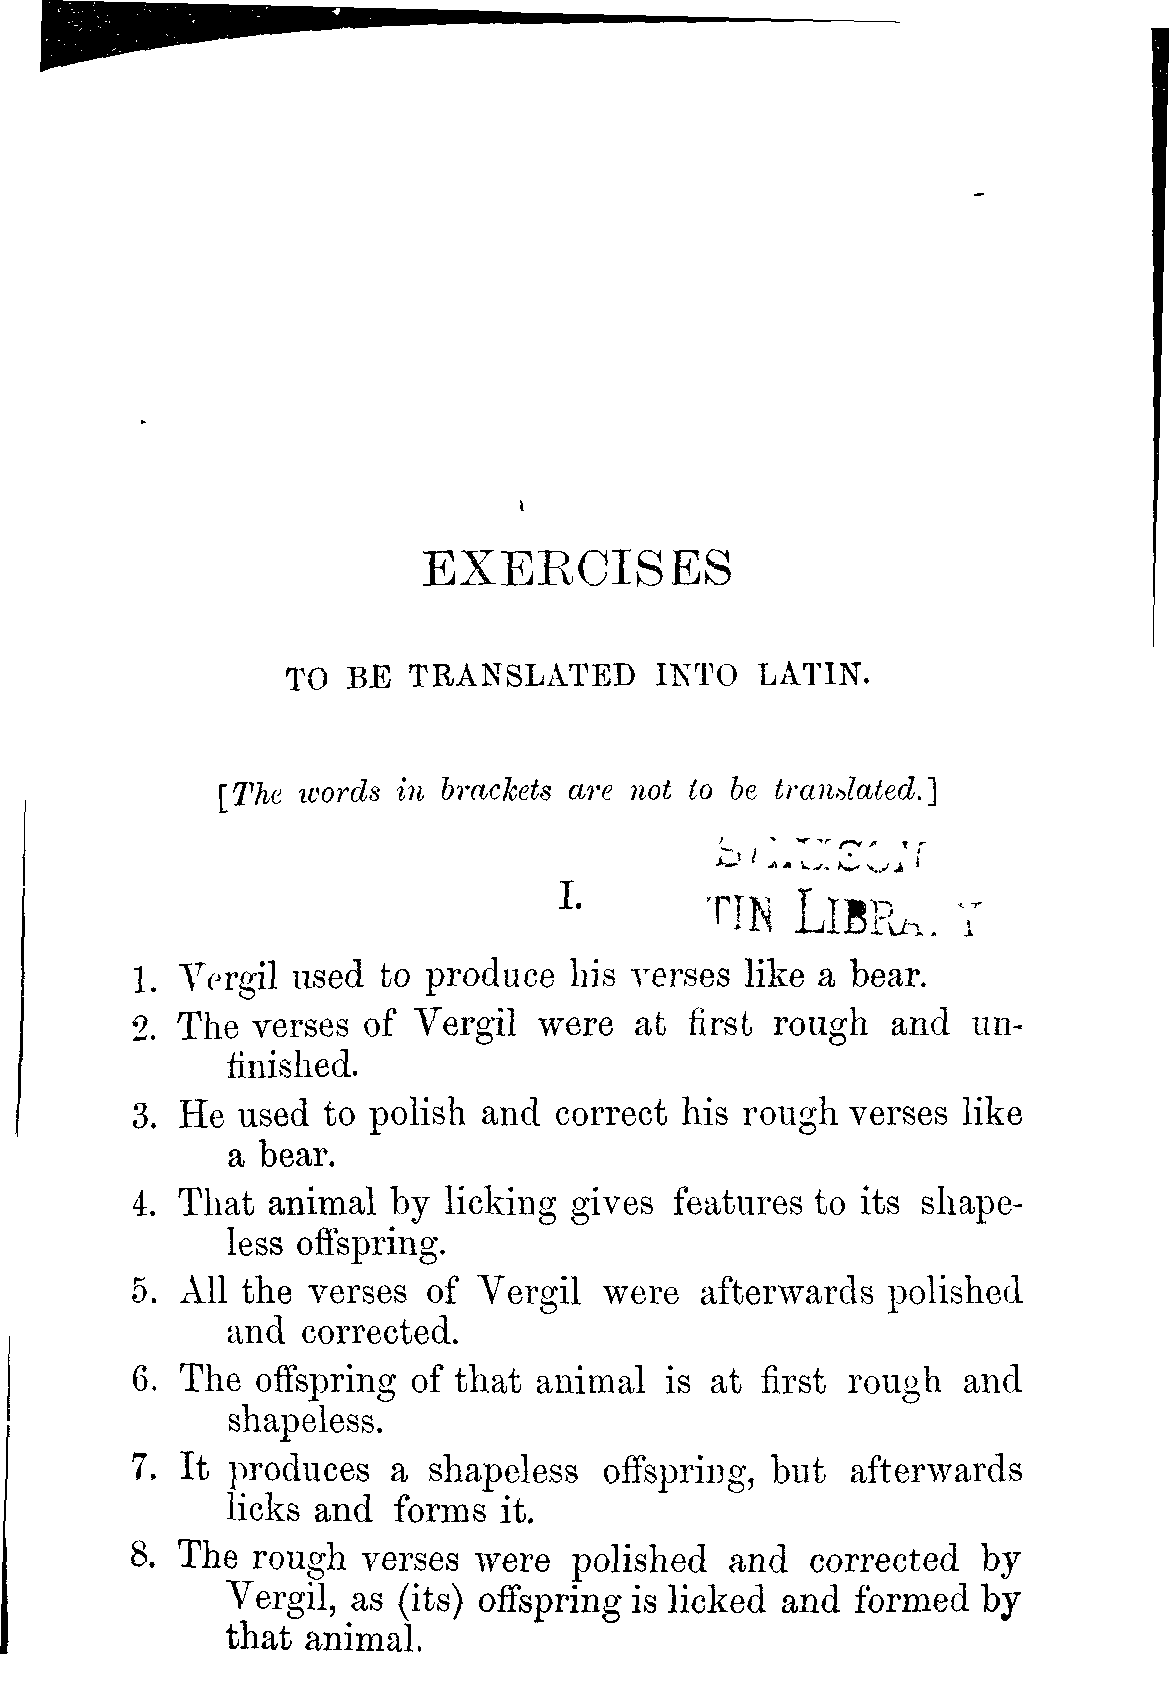 EXERCISES
TO BE TRANSLATED INTO LATIN.
[The words in brackets are not to be translated.]
I.
TIN LIBRA
1. Vergil used to produce his verses like a bear.
2. The verses of Vergil were at first rough and un-
finished.
3. He used to polish and correct his rough verses like
a bear.
4. That animal by licking gives features to its shape-
less offspring.
5. All the verses of Vergil were afterwards polished
and corrected.
6. The offspring of that animal is at first rough and
shapeless.
7. It produces a shapeless offspring, but afterwards
licks and forms it.
8. The rough verses were polished and corrected by
Vergil, as (its) offspring is licked and formed by
that animal.